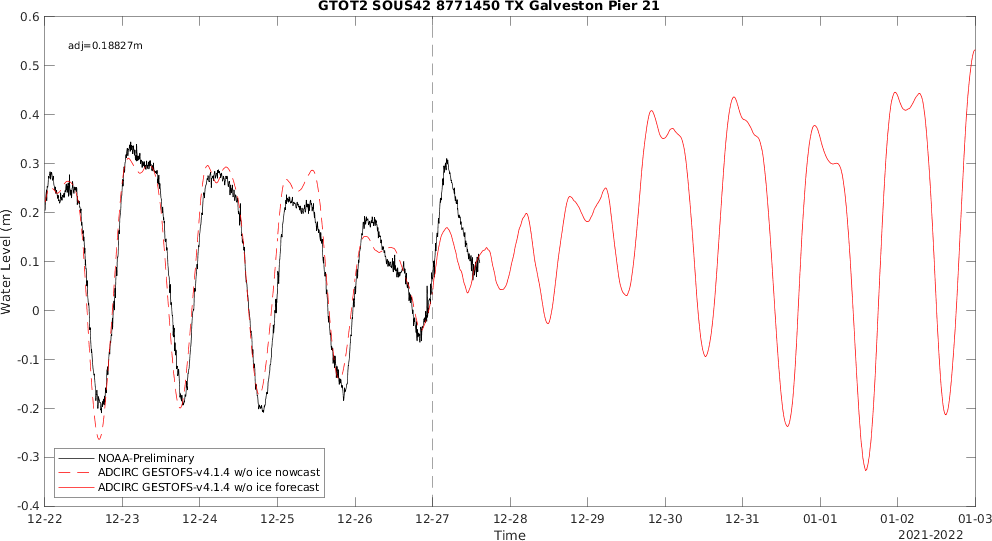 GTOT2 SOUS42 8771450 TX Galveston Pier 21
adj=0.18827m
0.6
0.5
0.4
0.3
0.2
0.1
0
-0.1
-0.2
-0.3
-0.4
Water Level (m)
NOAA-Preliminary
ADCIRC GESTOFS-v4.1.4 w/o ice nowcast
ADCIRC GESTOFS-v4.1.4 w/o ice forecast
12-22 12-23 12-24 12-25 12-26 12-27 12-28 12-29 12-30 12-31 01-01 01-02 01-03
Time
2021-2022